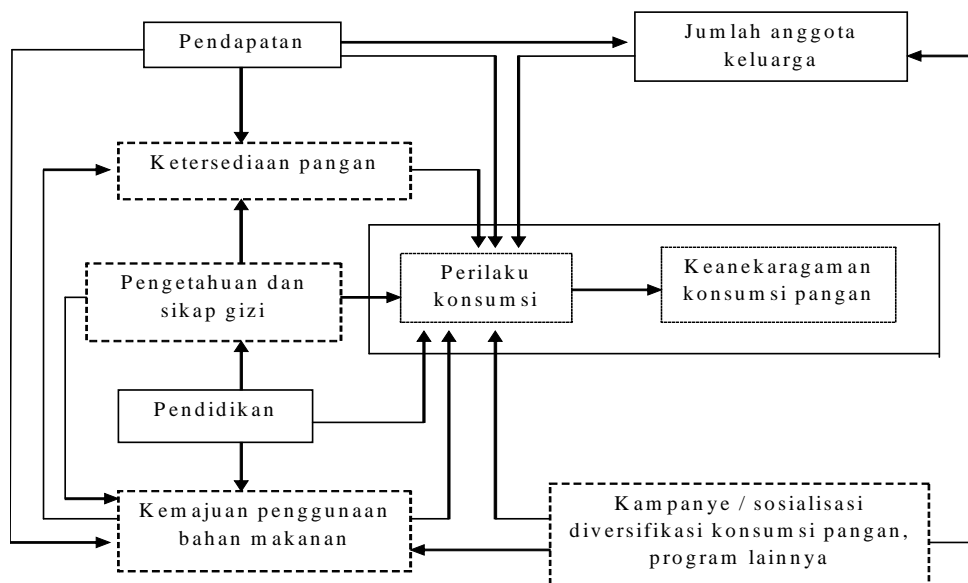 Pendapatan
Jumlah anggota
keluarga
Ketersediaan pangan
Pengetahuan dan
sikap gizi
Perilaku
konsumsi
Keanekaragaman
konsumsi pangan
Pendidikan
Kemajuan penggunaan
bahan makanan
Kampanye / sosialisasi
diversifikasi konsumsi pangan,
program lainnya